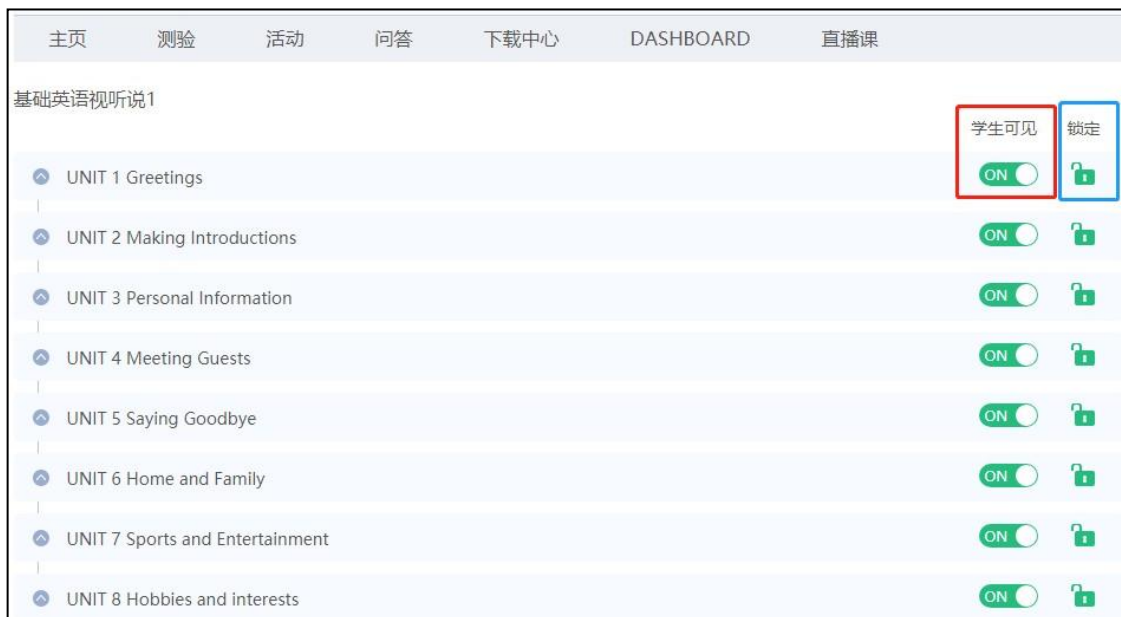 主页 测验 活动 问答 下载中心 DASHBOARD 直播课
基础英语视听说1
学生可见 锁定
UNIT 1 Greetings ON
UNIT 2 Making Introductions ON
UNIT 3 Personal Information ON
UNIT 4 Meeting Guests ON
UNIT 5 Saying Goodbye ON
UNIT 6 Home and Family ON
UNIT 7 Sports and Entertainment ON
UNIT 8 Hobbies and interests ON